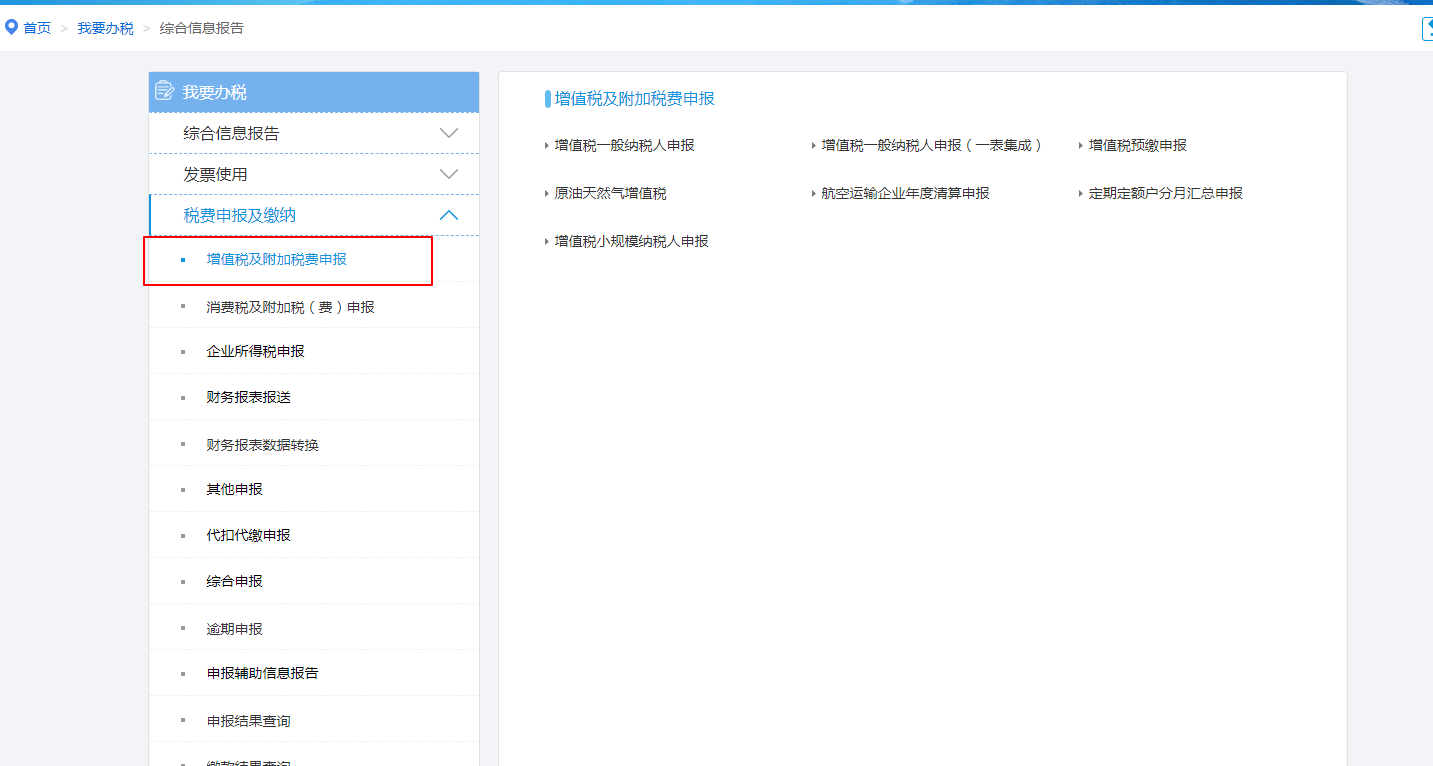 首页 > 我要办税 > 综合信息报告
我要办税
综合信息报告
发票使用
税费申报及缴纳
增值税及附加税费申报
消费税及附加税（费）申报
企业所得税申报
财务报表报送
财务报表数据转换
其他申报
代扣代缴申报
综合申报
逾期申报
申报辅助信息报告
申报结果查询
缴款结果查询
增值税及附加税费申报
增值税一般纳税人申报 增值税一般纳税人申报（一表集成） 增值税预缴申报
原油天然气增值税 航空运输企业年度清算申报 定期定额户分月汇总申报
增值税小规模纳税人申报